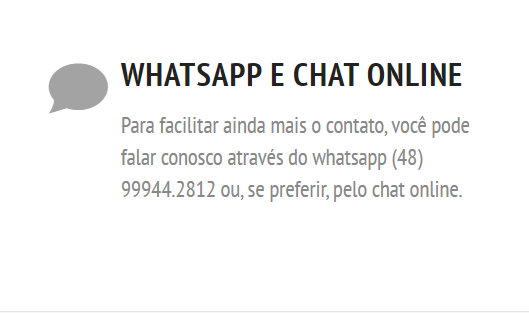 WHATSAPP E CHAT ONLINE
Para facilitar ainda mais o contato, você pode
falar conosco através do whatsapp (48)
99944.2812 ou, se preferir, pelo chat online.